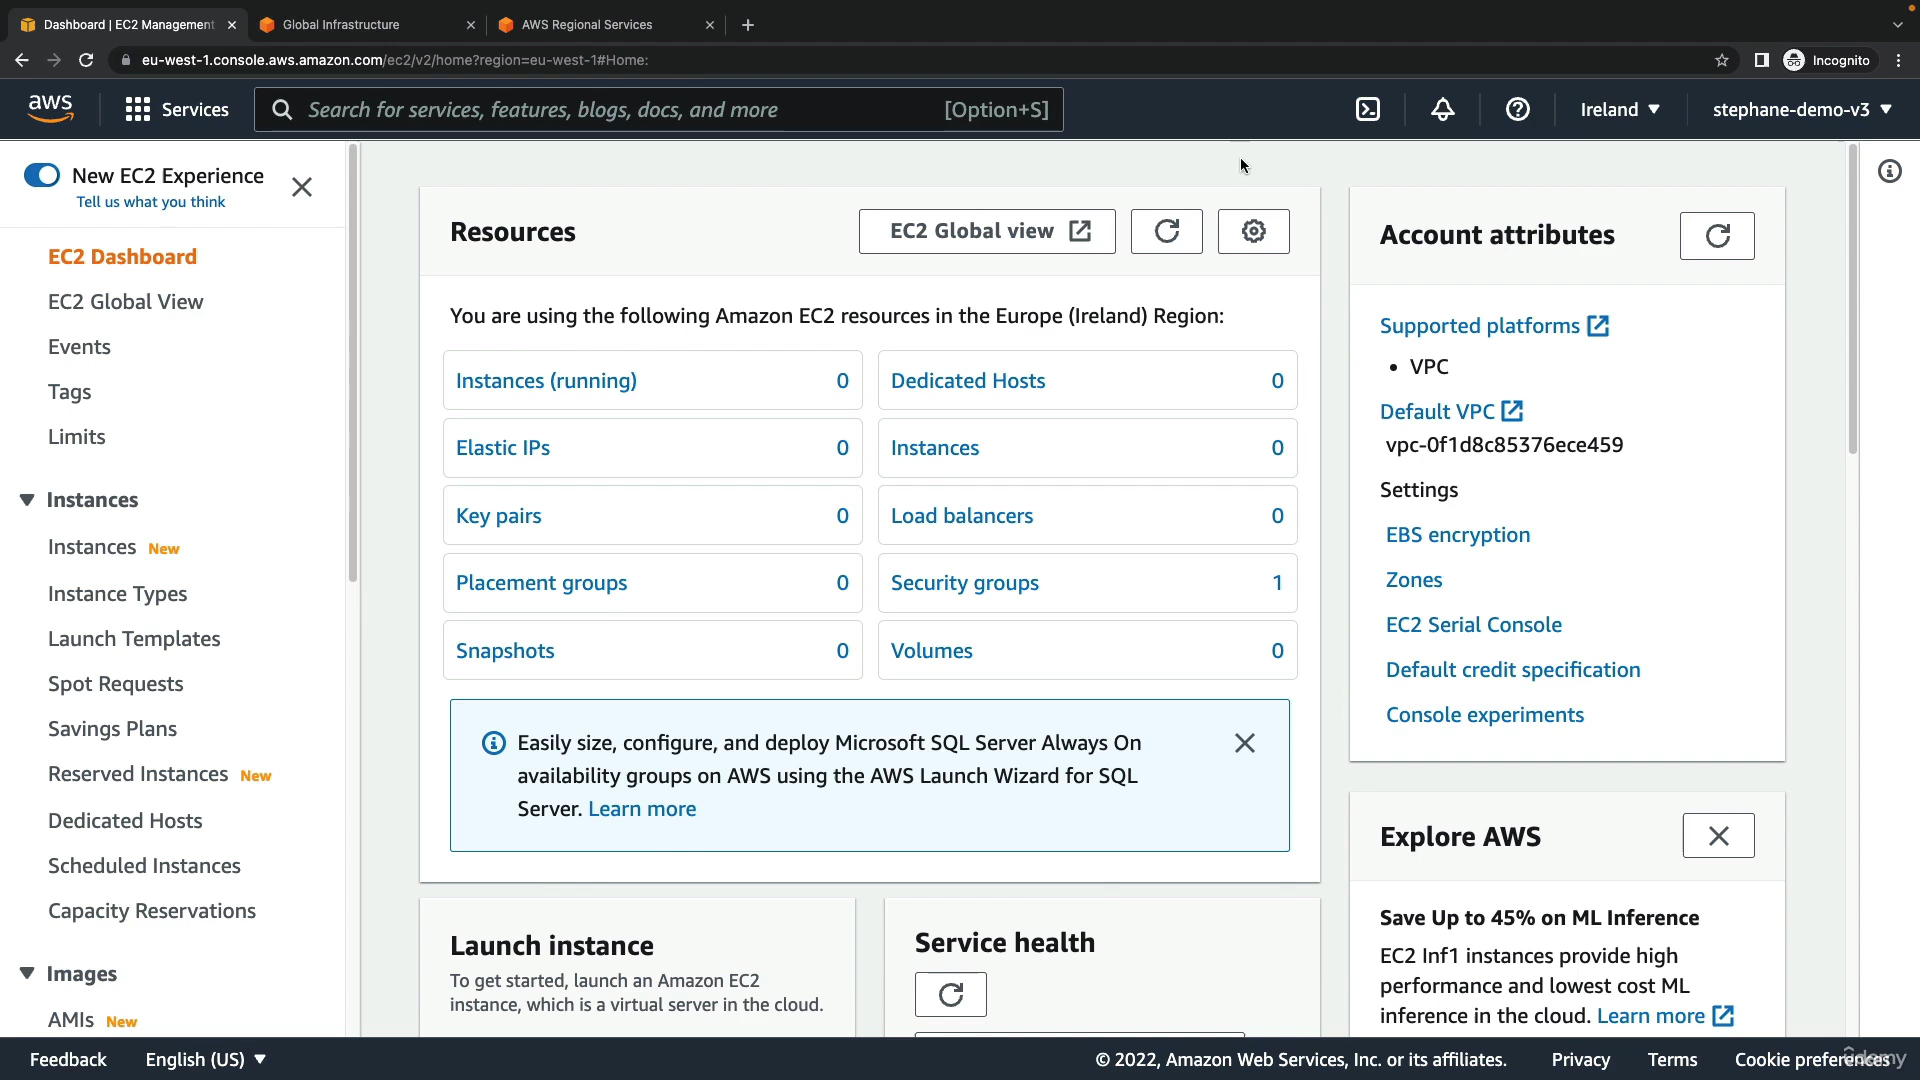 Dashboard | EC2 Management
Global Infrastructure
AWS Regional Services
eu-west-1.console.aws.amazon.com/ec2/v2/home?region=eu-west-1#Home:
Incognito
aws
Services
Search for services, features, blogs, docs, and more
[Option+S]
Ireland
stephane-demo-v3
New EC2 Experience
Tell us what you think
EC2 Dashboard
EC2 Global View
Events
Tags
Limits
Instances
Instances New
Instance Types
Launch Templates
Spot Requests
Savings Plans
Reserved Instances New
Dedicated Hosts
Scheduled Instances
Capacity Reservations
Images
AMIs New
Resources
EC2 Global view
You are using the following Amazon EC2 resources in the Europe (Ireland) Region:
Instances (running) 0
Dedicated Hosts 0
Elastic IPs 0
Instances 0
Key pairs 0
Load balancers 0
Placement groups 0
Security groups 1
Snapshots 0
Volumes 0
Easily size, configure, and deploy Microsoft SQL Server Always On
availability groups on AWS using the AWS Launch Wizard for SQL
Server. Learn more
Launch instance
To get started, launch an Amazon EC2
instance, which is a virtual server in the cloud.
Service health
Account attributes
Supported platforms
• VPC
Default VPC
vpc-0f1d8c85376ece459
Settings
EBS encryption
Zones
EC2 Serial Console
Default credit specification
Console experiments
Explore AWS
Save Up to 45% on ML Inference
EC2 Inf1 instances provide high
performance and lowest cost ML
inference in the cloud. Learn more
Feedback
English (US)
© 2022, Amazon Web Services, Inc. or its affiliates.
Privacy
Terms
Cookie preferences
udemy